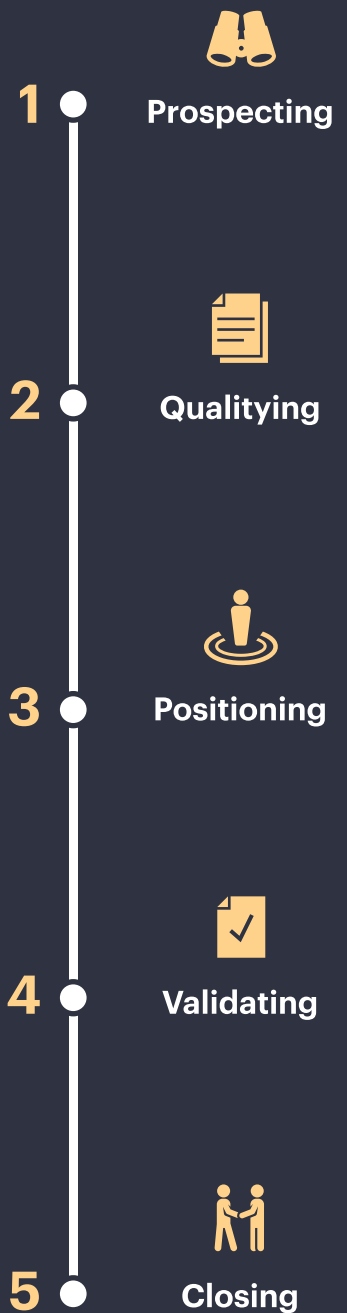 1
Prospecting
2
Qualitying
3
Positioning
4
Validating
5
Closing